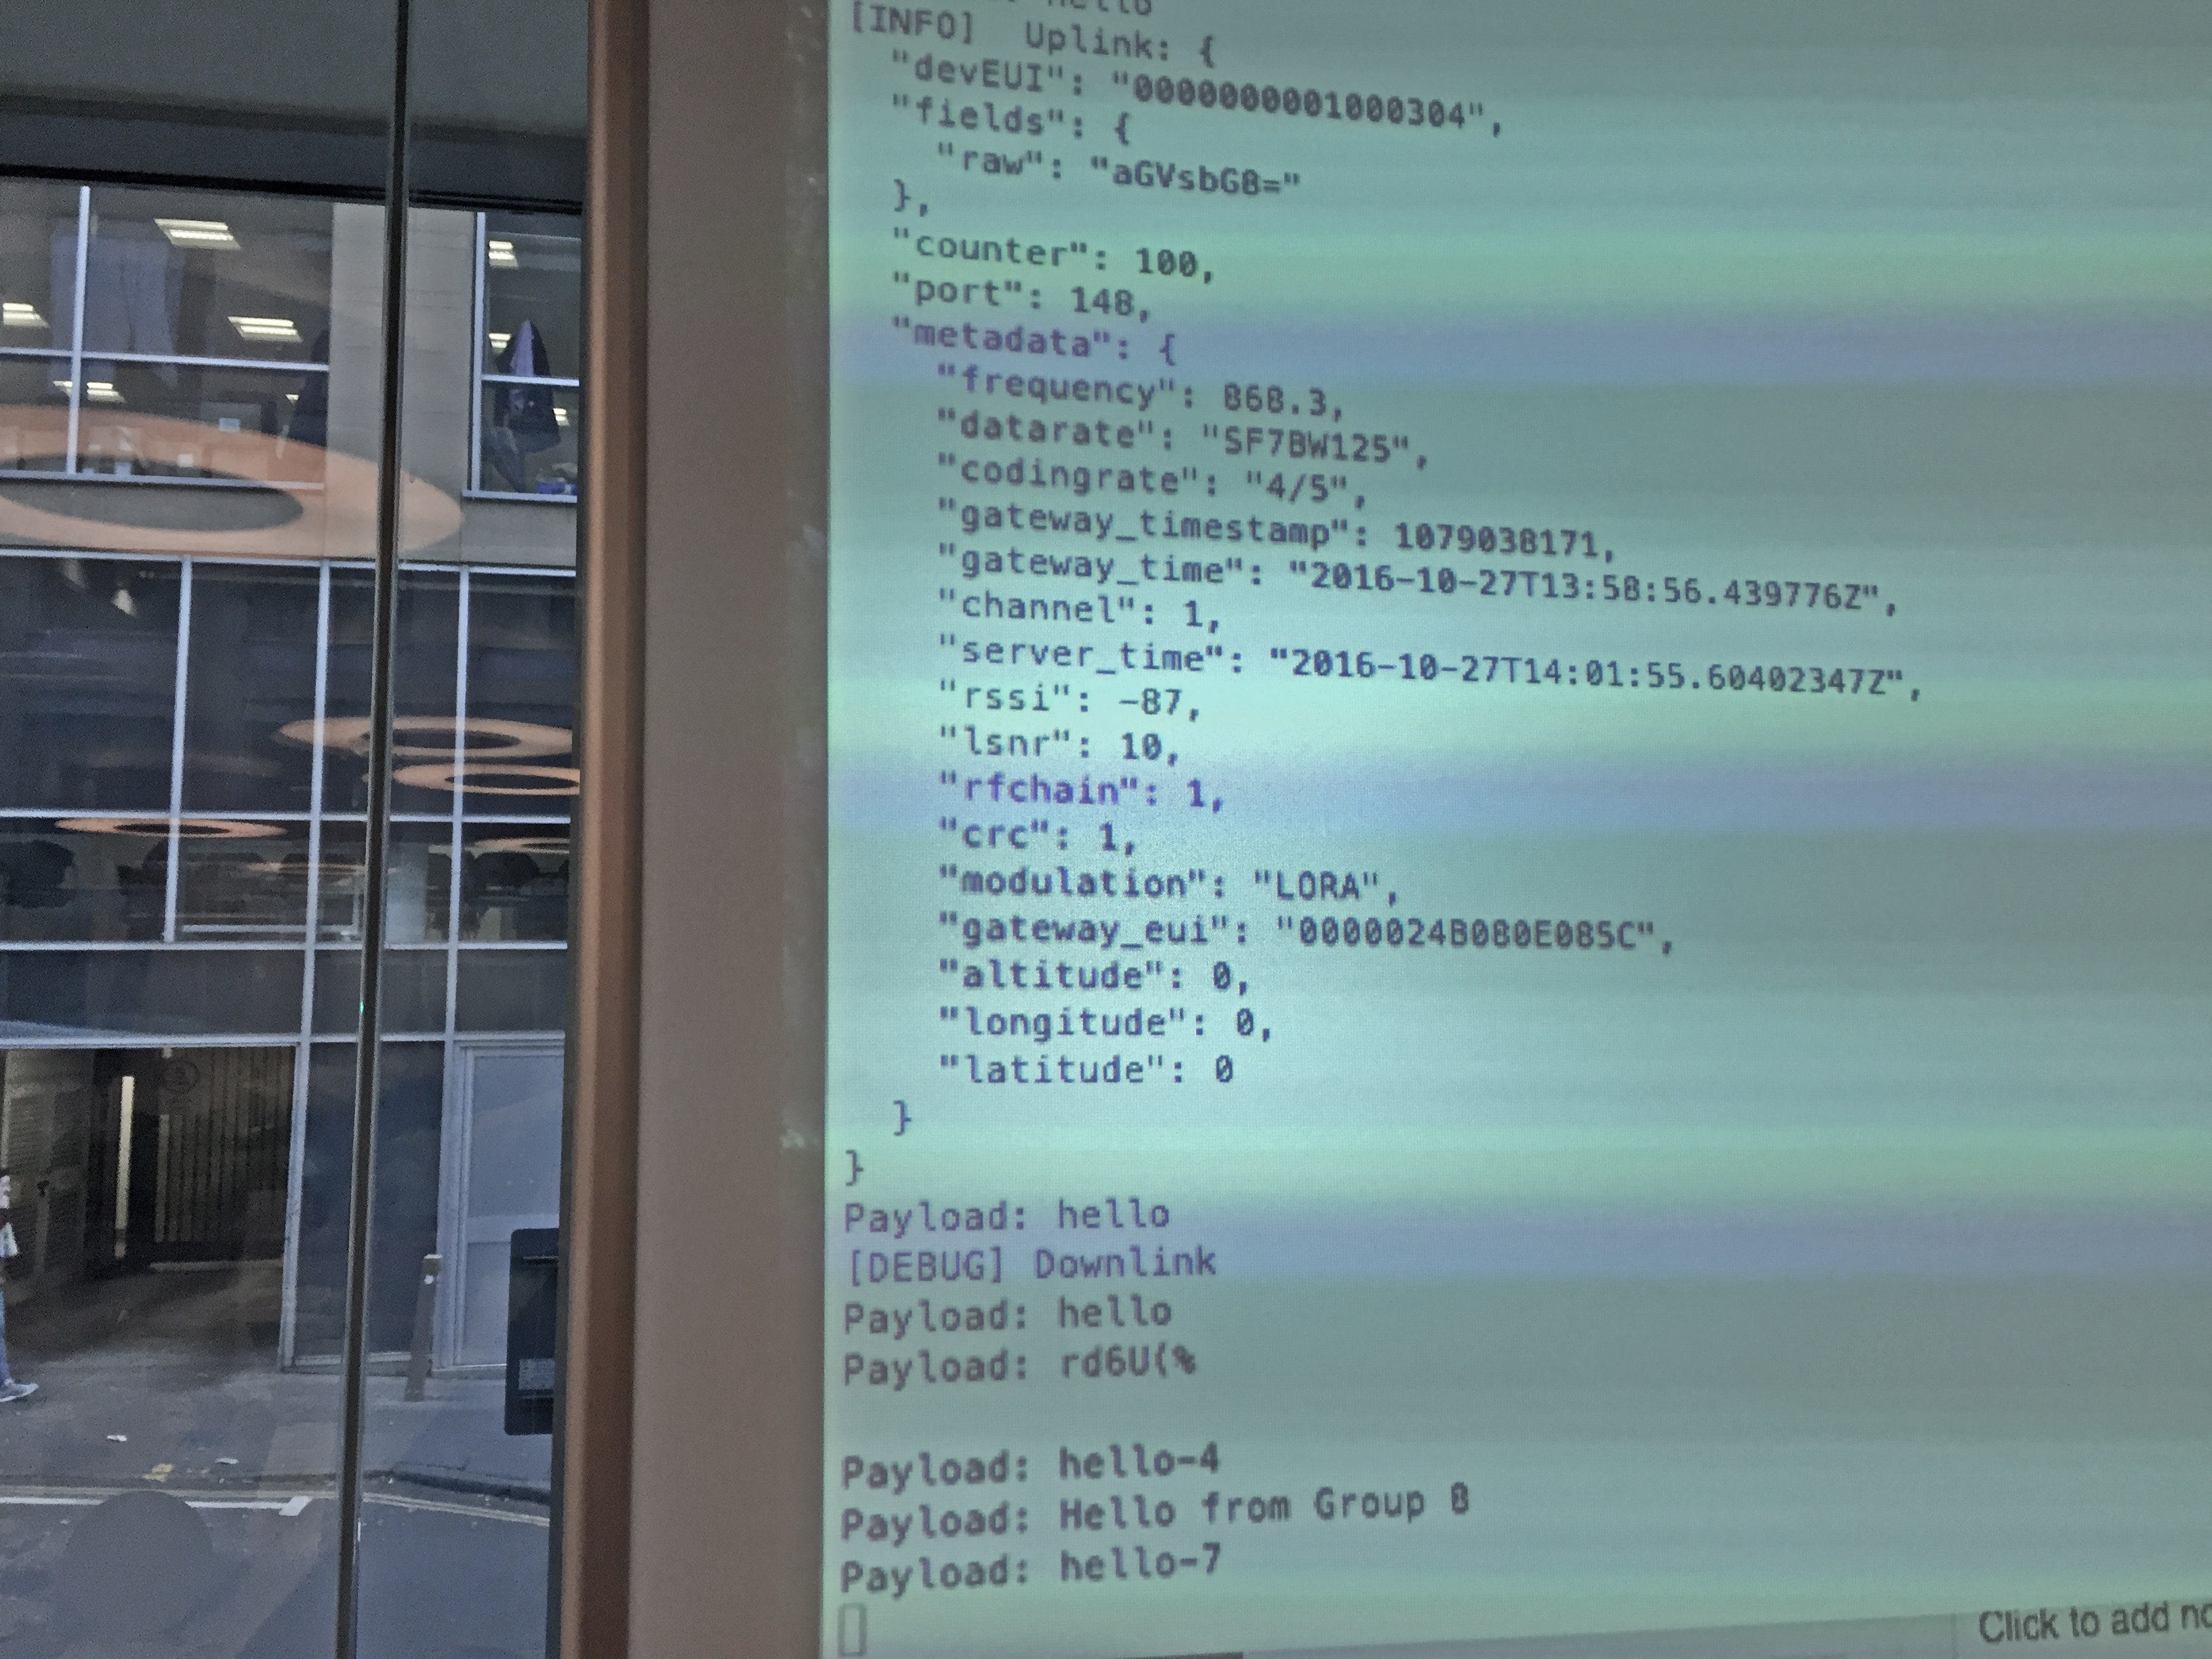 hello
[INFO]  Uplink: {
"devEUI": "0000000001000304",
"fields": {
"raw": "aGVsbG8="
},
"counter": 100,
"port": 148,
"metadata": {
"frequency": 868.3,
"datarate": "SF7BW125",
"codingrate": "4/5",
"gateway_timestamp": 1079038171,
"gateway_time": "2016-10-27T13:58:56.439776Z",
"channel": 1,
"server_time": "2016-10-27T14:01:55.60402347Z",
"rssi": -87,
"lsnr": 10,
"rfchain": 1,
"crc": 1,
"modulation": "LORA",
"gateway_eui": "0000024B080E085C",
"altitude": 0,
"longitude": 0,
"latitude": 0
}
}
Payload: hello
[DEBUG] Downlink
Payload: hello
Payload: rd6U(%
Payload: hello-4
Payload: Hello from Group 8
Payload: hello-7
Click to add